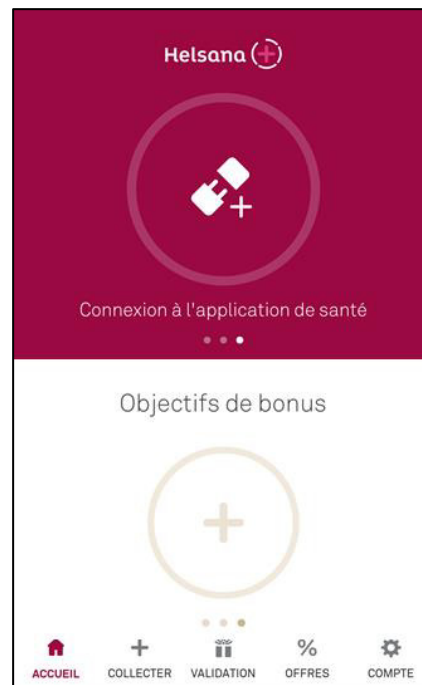 Helsana (+)
Connexion à l'application de santé
Objectifs de bonus
ACCUEIL COLLECTER VALIDATION OFFRES COMPTE